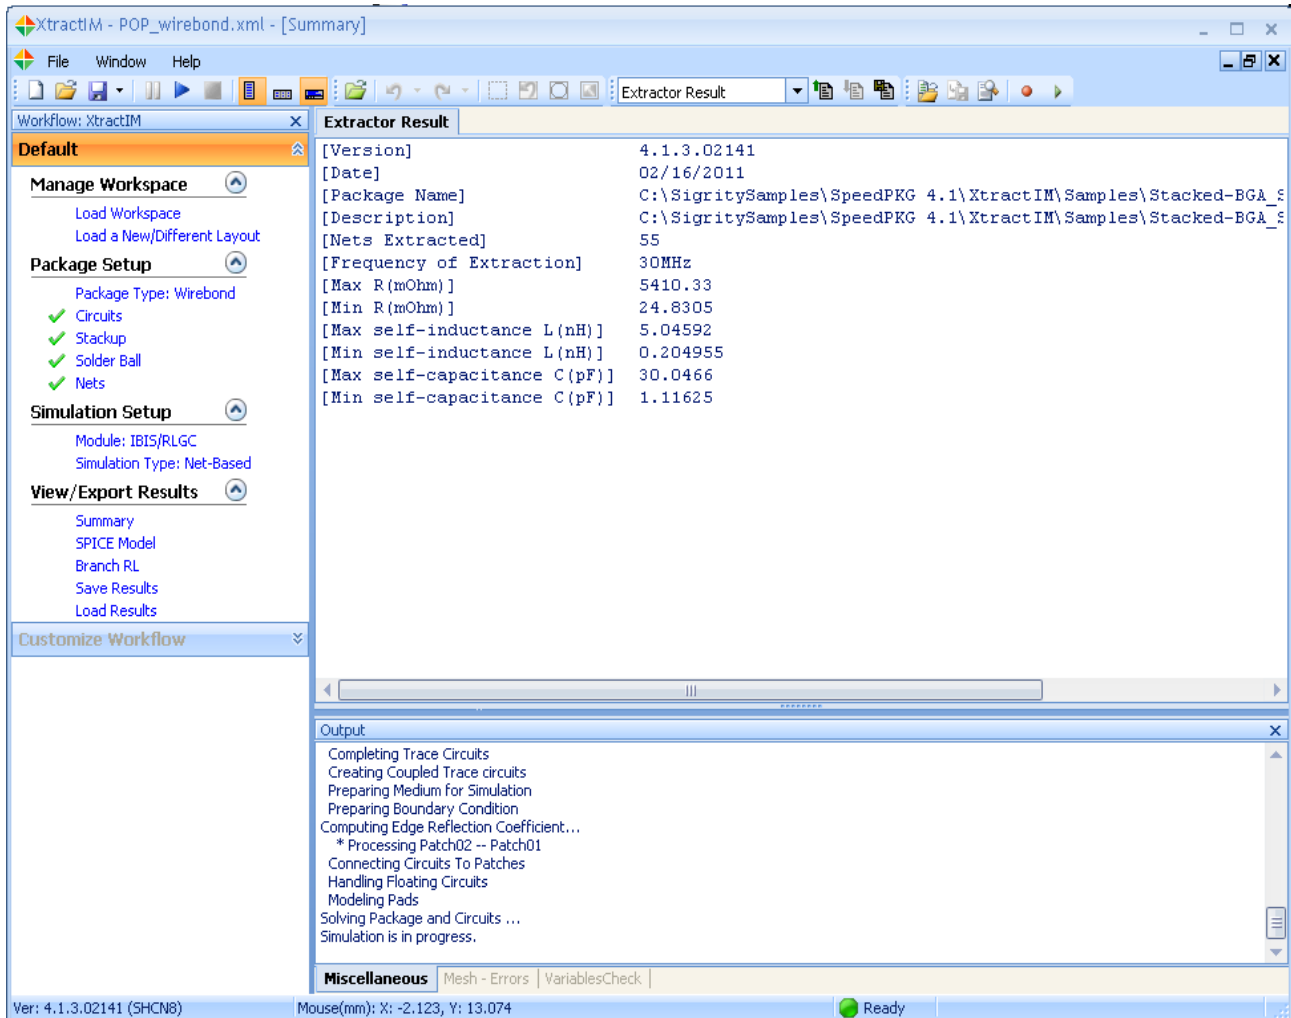 XtractIM - POP_wirebond.xml - [Summary]
File Window Help
Extractor Result
Workflow: XtractIM
Default
Manage Workspace
Load Workspace
Load a New/Different Layout
Package Setup
Package Type: Wirebond
Circuits
Stackup
Solder Ball
Nets
Simulation Setup
Module: IBIS/RLGC
Simulation Type: Net-Based
View/Export Results
Summary
SPICE Model
Branch RL
Save Results
Load Results
Customize Workflow
Extractor Result
[Version] 4.1.3.02141
[Date] 02/16/2011
[Package Name] C:\SigritySamples\SpeedPKG 4.1\XtractIM\Samples\Stacked-BGA_S
[Description] C:\SigritySamples\SpeedPKG 4.1\XtractIM\Samples\Stacked-BGA_S
[Nets Extracted] 55
[Frequency of Extraction] 30MHz
[Max R(mOhm)] 5410.33
[Min R(mOhm)] 24.8305
[Max self-inductance L(nH)] 5.04592
[Min self-inductance L(nH)] 0.204955
[Max self-capacitance C(pF)] 30.0466
[Min self-capacitance C(pF)] 1.11625
Output
Completing Trace Circuits
Creating Coupled Trace circuits
Preparing Medium for Simulation
Preparing Boundary Condition
Computing Edge Reflection Coefficient...
* Processing Patch02 -- Patch01
Connecting Circuits To Patches
Handling Floating Circuits
Modeling Pads
Solving Package and Circuits ...
Simulation is in progress.
Miscellaneous Mesh - Errors VariablesCheck
Ver: 4.1.3.02141 (SHCN8) Mouse(mm): X: -2.123, Y: 13.074 Ready